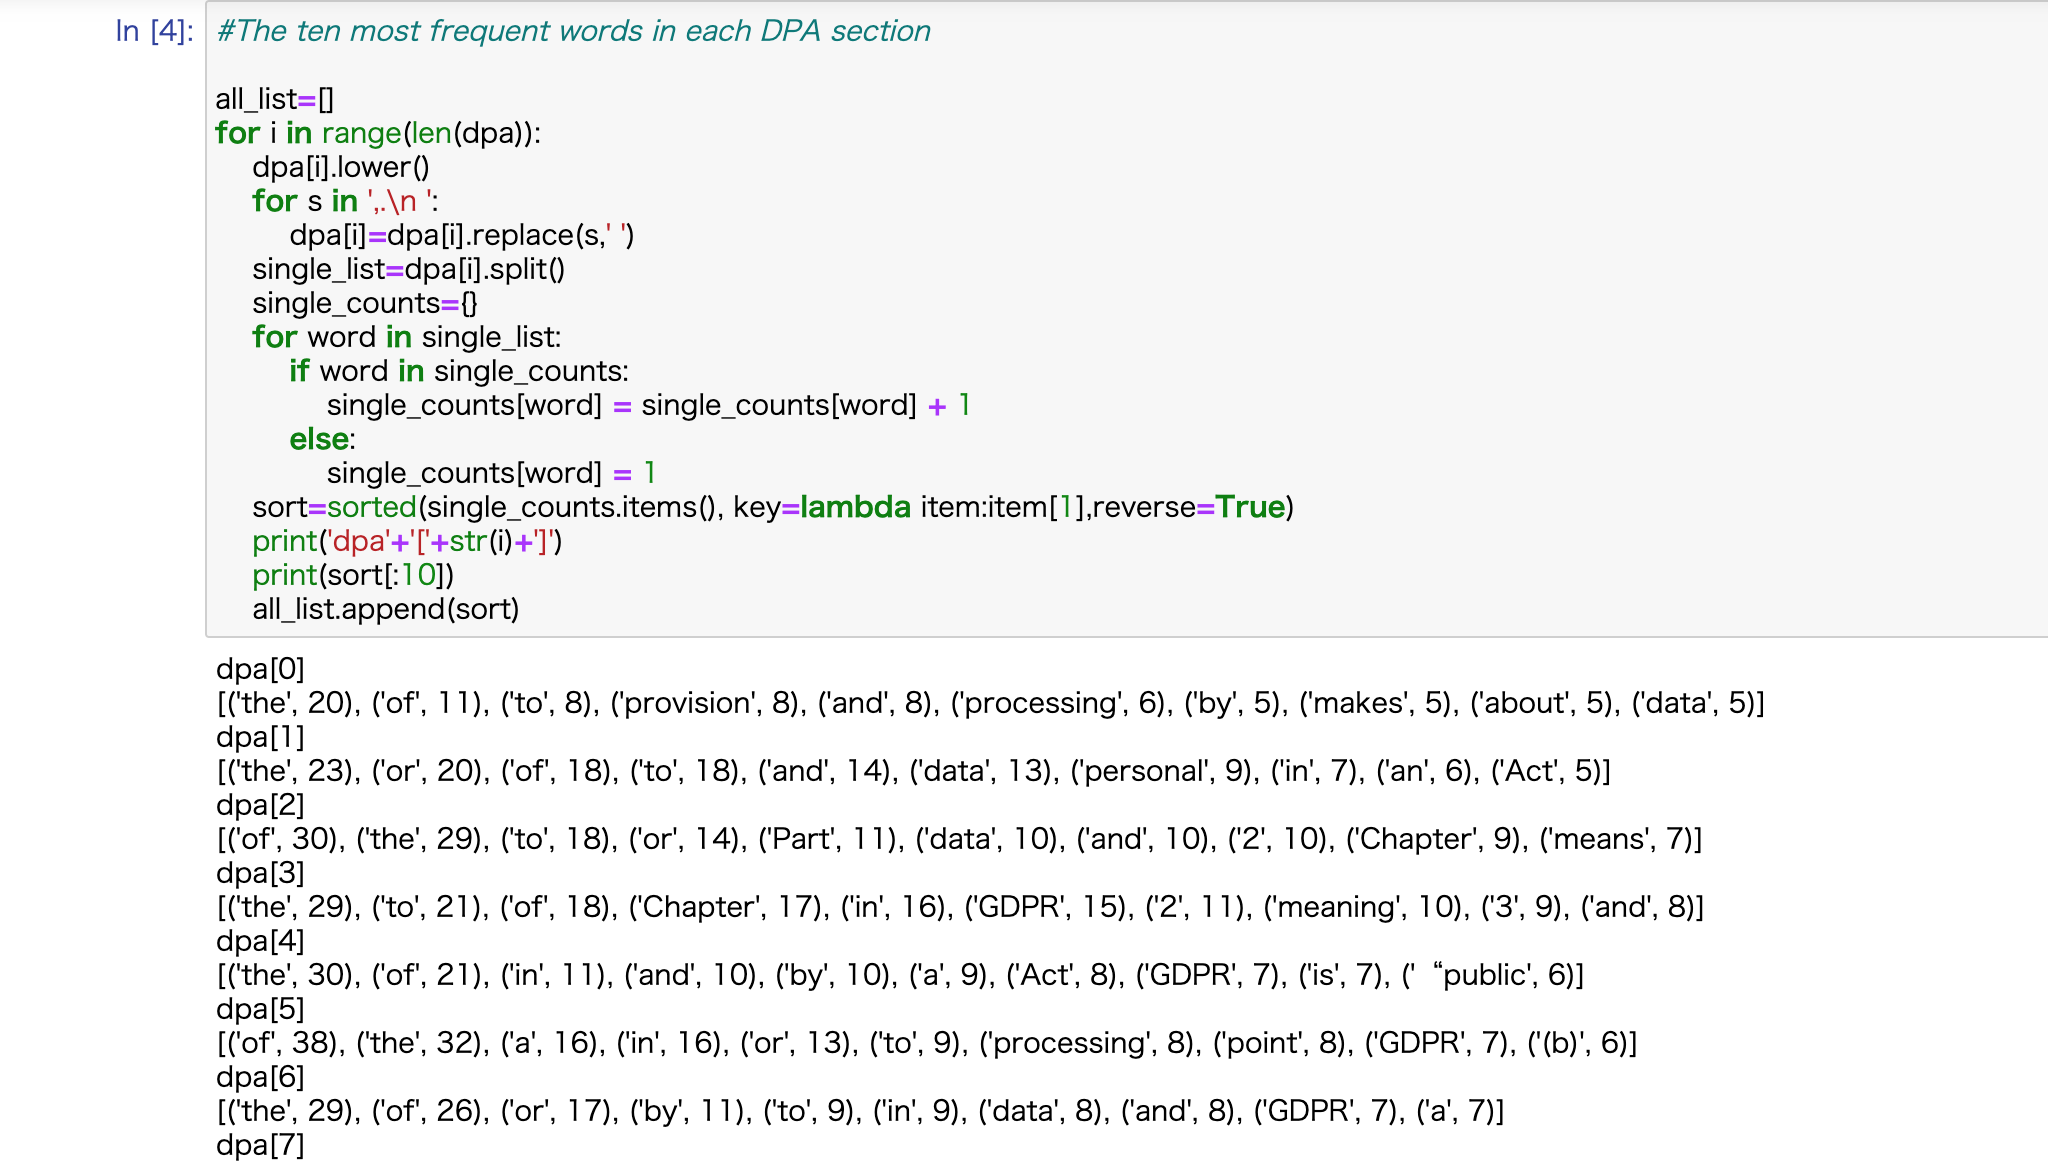 In [4]: #The ten most frequent words in each DPA section
all_list=[]
for i in range(len(dpa)):
    dpa[i].lower()
    for s in ',.\n ':
        dpa[i]=dpa[i].replace(s,' ')
    single_list=dpa[i].split()
    single_counts={}
    for word in single_list:
        if word in single_counts:
            single_counts[word] = single_counts[word] + 1
        else:
            single_counts[word] = 1
    sort=sorted(single_counts.items(), key=lambda item:item[1],reverse=True)
    print('dpa'+'['+str(i)+']')
    print(sort[:10])
    all_list.append(sort)
dpa[0]
[('the', 20), ('of', 11), ('to', 8), ('provision', 8), ('and', 8), ('processing', 6), ('by', 5), ('makes', 5), ('about', 5), ('data', 5)]
dpa[1]
[('the', 23), ('or', 20), ('of', 18), ('to', 18), ('and', 14), ('data', 13), ('personal', 9), ('in', 7), ('an', 6), ('Act', 5)]
dpa[2]
[('of', 30), ('the', 29), ('to', 18), ('or', 14), ('Part', 11), ('data', 10), ('and', 10), ('2', 10), ('Chapter', 9), ('means', 7)]
dpa[3]
[('the', 29), ('to', 21), ('of', 18), ('Chapter', 17), ('in', 16), ('GDPR', 15), ('2', 11), ('meaning', 10), ('3', 9), ('and', 8)]
dpa[4]
[('the', 30), ('of', 21), ('in', 11), ('and', 10), ('by', 10), ('a', 9), ('Act', 8), ('GDPR', 7), ('is', 7), (' “public', 6)]
dpa[5]
[('of', 38), ('the', 32), ('a', 16), ('in', 16), ('or', 13), ('to', 9), ('processing', 8), ('point', 8), ('GDPR', 7), ('(b)', 6)]
dpa[6]
[('the', 29), ('of', 26), ('or', 17), ('by', 11), ('to', 9), ('in', 9), ('data', 8), ('and', 8), ('GDPR', 7), ('a', 7)]
dpa[7]